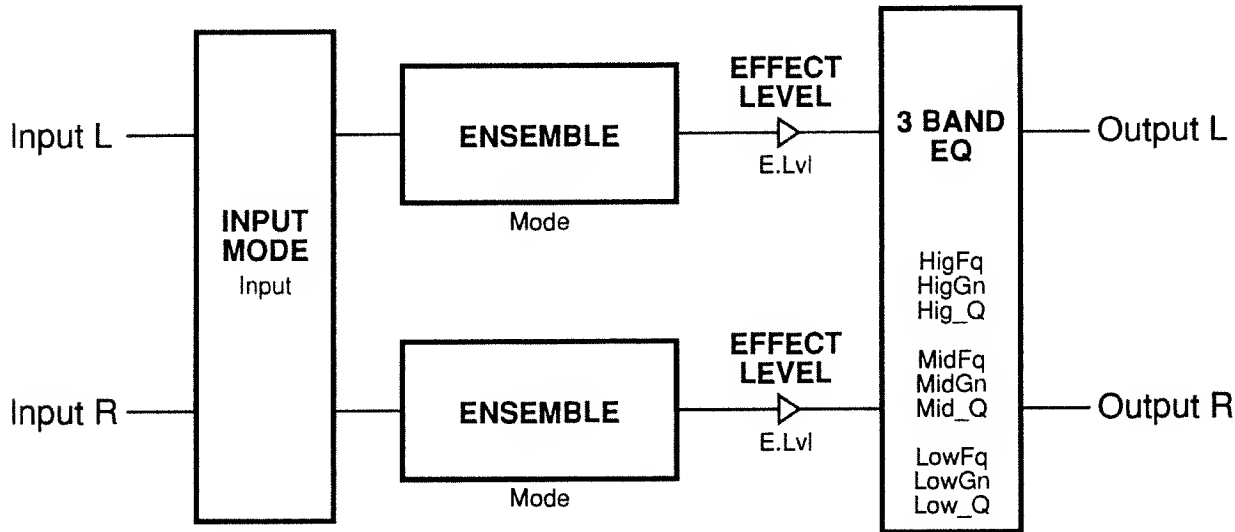 Input L
Input R
INPUT
MODE
Input
ENSEMBLE
Mode
ENSEMBLE
Mode
EFFECT
LEVEL
E.Lvl
EFFECT
LEVEL
E.Lvl
3 BAND
EQ
HigFq
HigGn
Hig_Q
MidFq
MidGn
Mid_Q
LowFq
LowGn
Low_Q
Output L
Output R